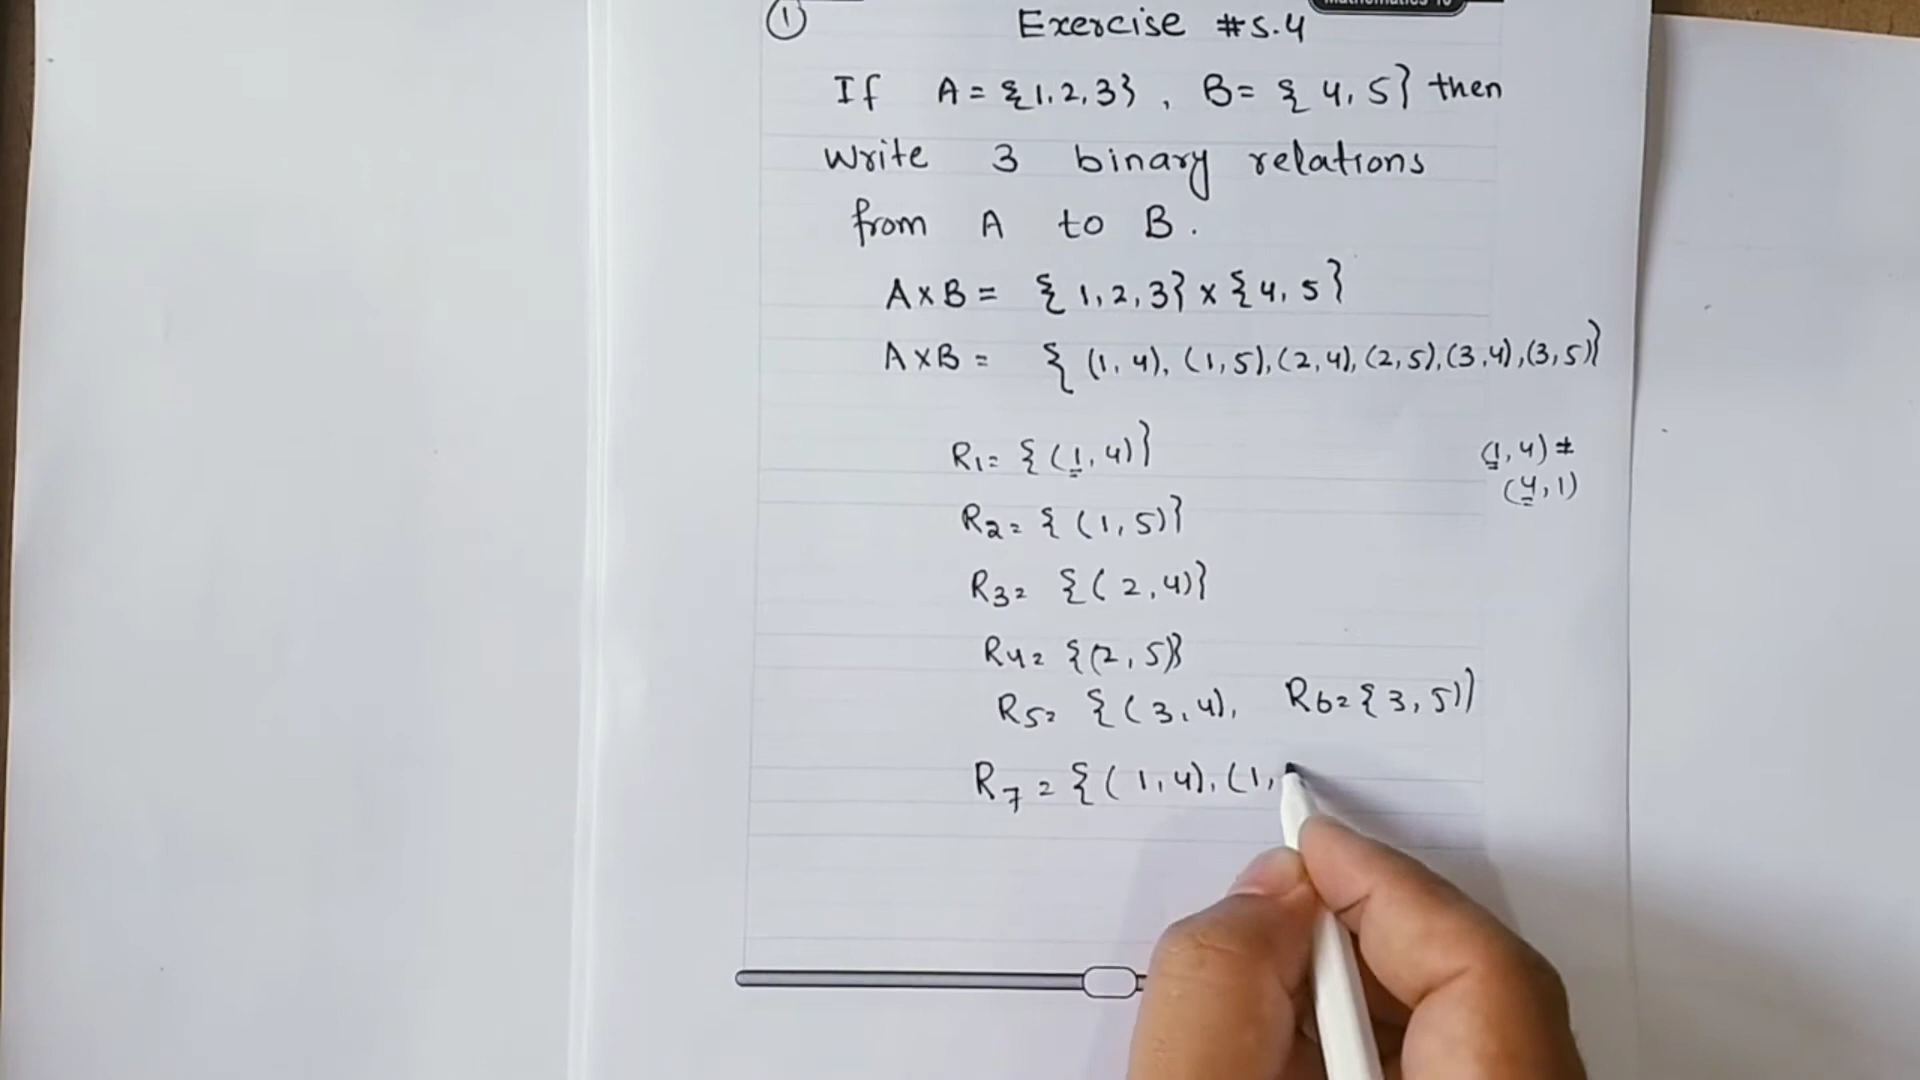 ①
Exercise #5.4
If A = {1,2,3}, B = {4,5} then
write 3 binary relations
from A to B.
A×B = {1,2,3} × {4,5}
A×B = {(1,4),(1,5),(2,4),(2,5),(3,4),(3,5)}
R1= {(1,4)}
(1,4) ≠
(4,1)
R2= {(1,5)}
R3= {(2,4)}
R4= {(2,5)}
R5= {(3,4), R6= {3,5)}
R7 = {(1,4),(1,